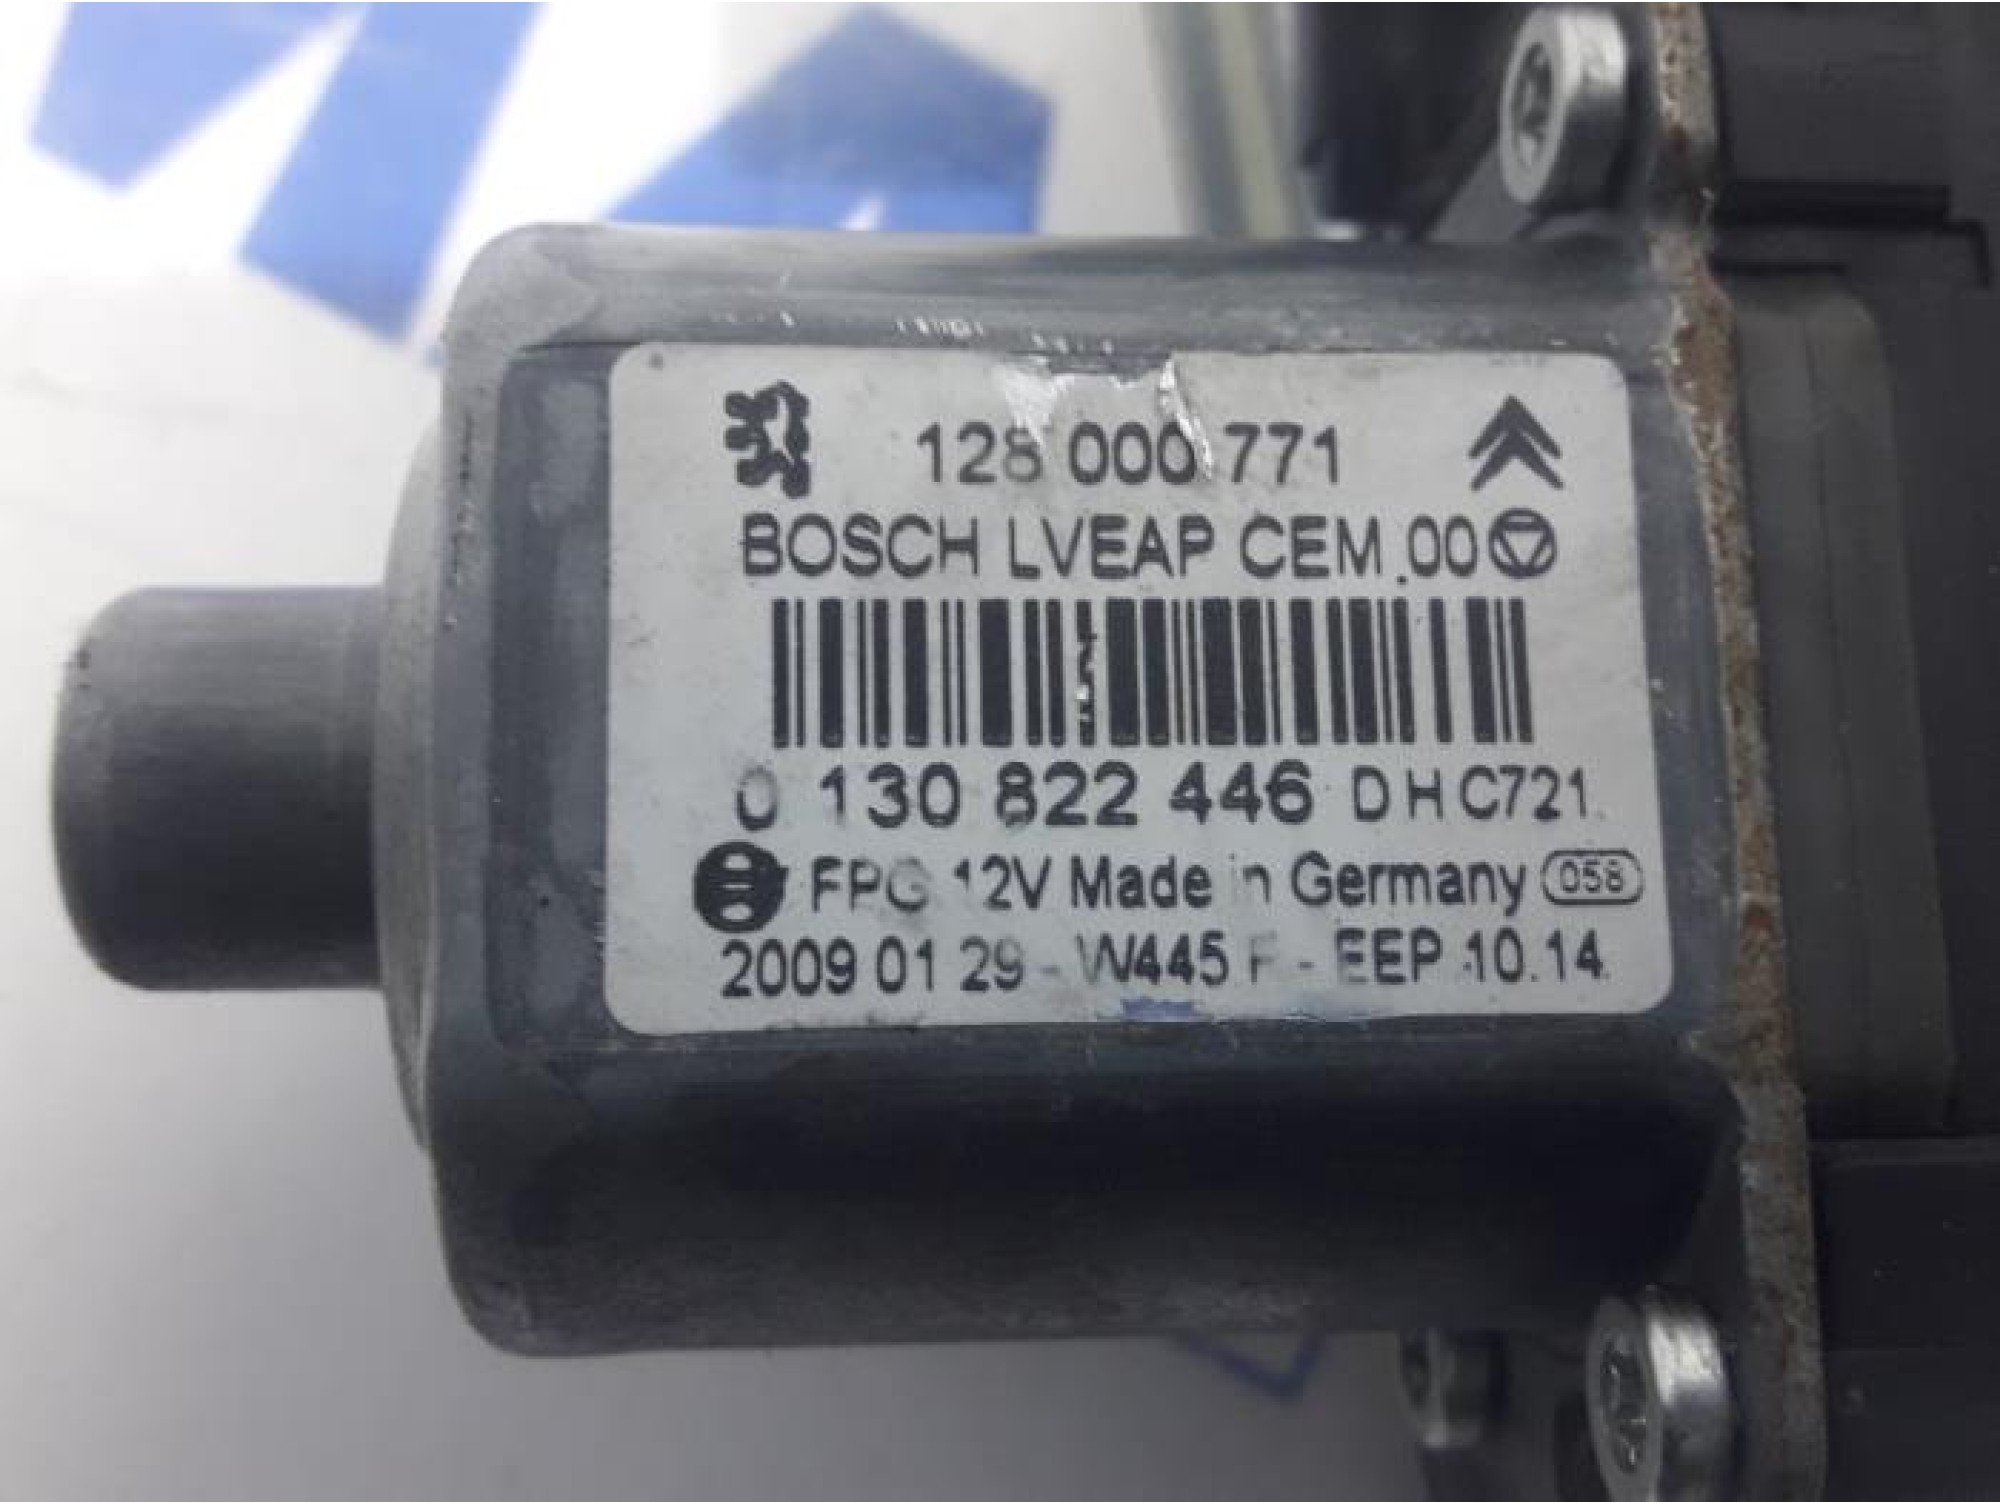 128 000 771
BOSCH LVEAP CEM .00
0 130 822 446 D H C721.
FPG 12V Made in Germany 058
2009 01 29 - W445 F - EEP 10.14